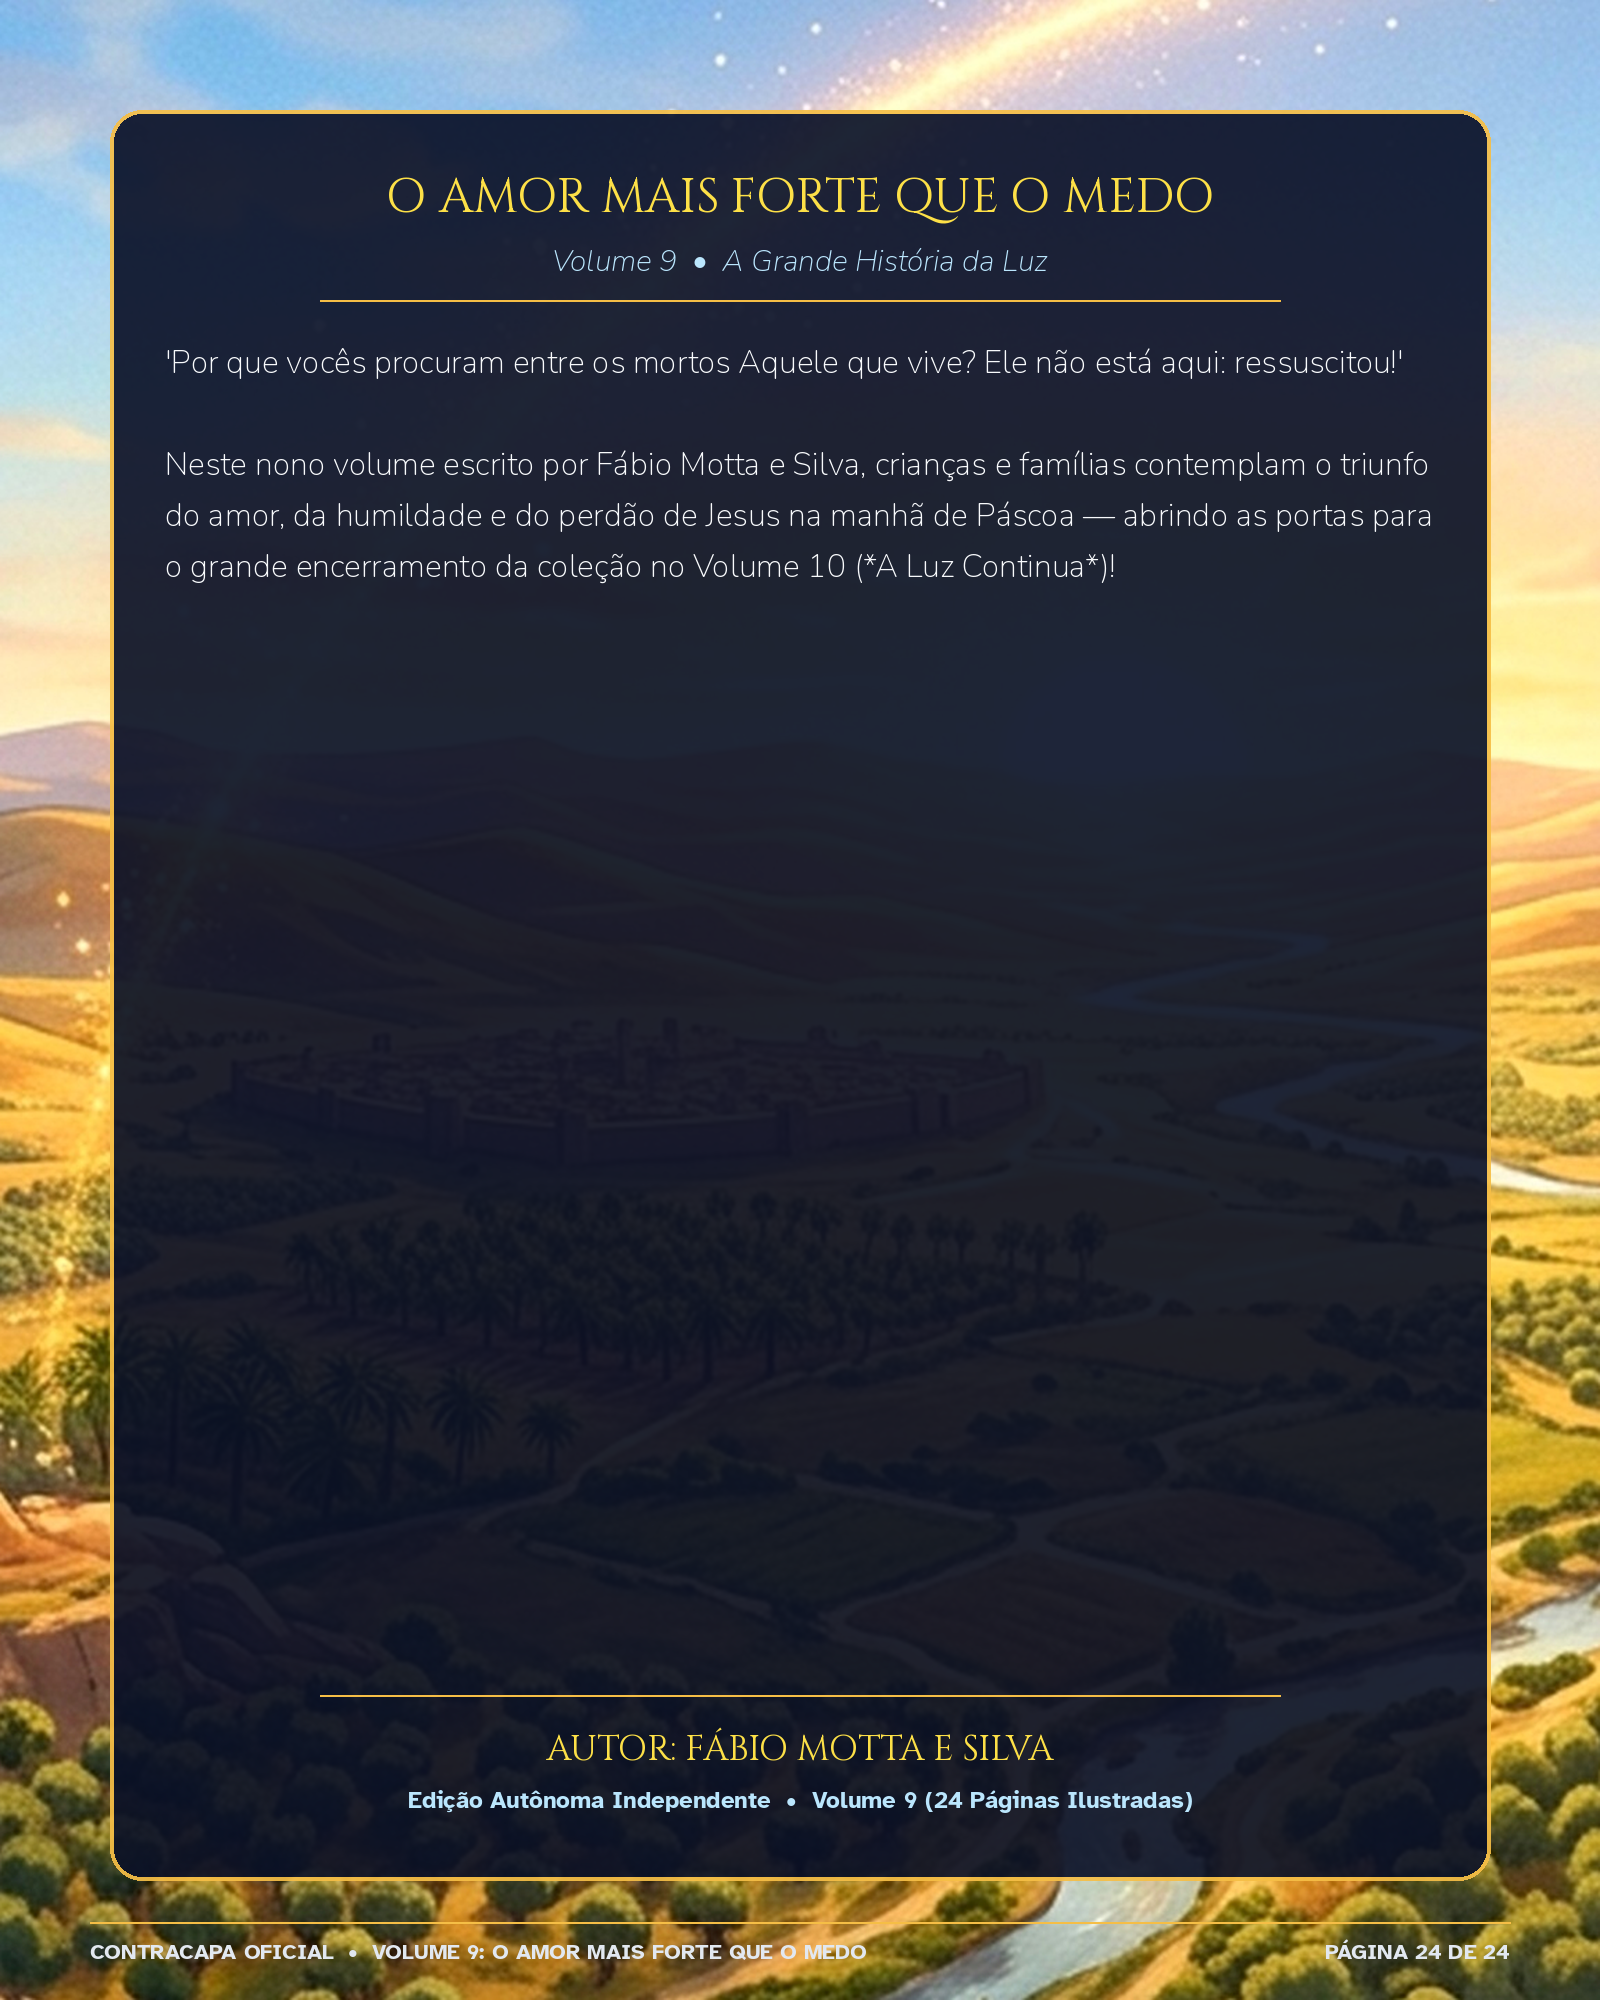 O AMOR MAIS FORTE QUE O MEDO
Volume 9 • A Grande História da Luz
'Por que vocês procuram entre os mortos Aquele que vive? Ele não está aqui: ressuscitou!'
Neste nono volume escrito por Fábio Motta e Silva, crianças e famílias contemplam o triunfo
do amor, da humildade e do perdão de Jesus na manhã de Páscoa — abrindo as portas para
o grande encerramento da coleção no Volume 10 (*A Luz Continua*)!
AUTOR: FÁBIO MOTTA E SILVA
Edição Autônoma Independente • Volume 9 (24 Páginas Ilustradas)
CONTRACAPA OFICIAL • VOLUME 9: O AMOR MAIS FORTE QUE O MEDO
PÁGINA 24 DE 24